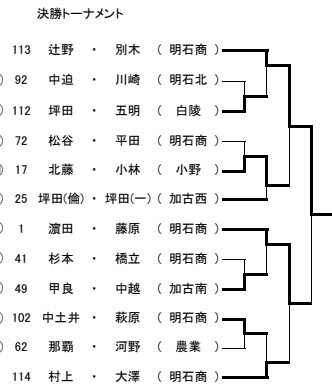 決勝トーナメント
113 辻野 ・ 別木 ( 明石商 )
) 92 中迫 ・ 川崎 ( 明石北 )
) 112 坪田 ・ 五明 ( 白陵 )
) 72 松谷 ・ 平田 ( 明石商 )
) 17 北藤 ・ 小林 ( 小野 )
) 25 坪田(倫) ・ 坪田(一) ( 加古西 )
) 1 濵田 ・ 藤原 ( 明石商 )
) 41 杉本 ・ 橋立 ( 明石商 )
) 49 甲良 ・ 中越 ( 加古南 )
) 102 中土井 ・ 萩原 ( 明石商 )
) 62 那覇 ・ 河野 ( 農業 )
114 村上 ・ 大澤 ( 明石商 )